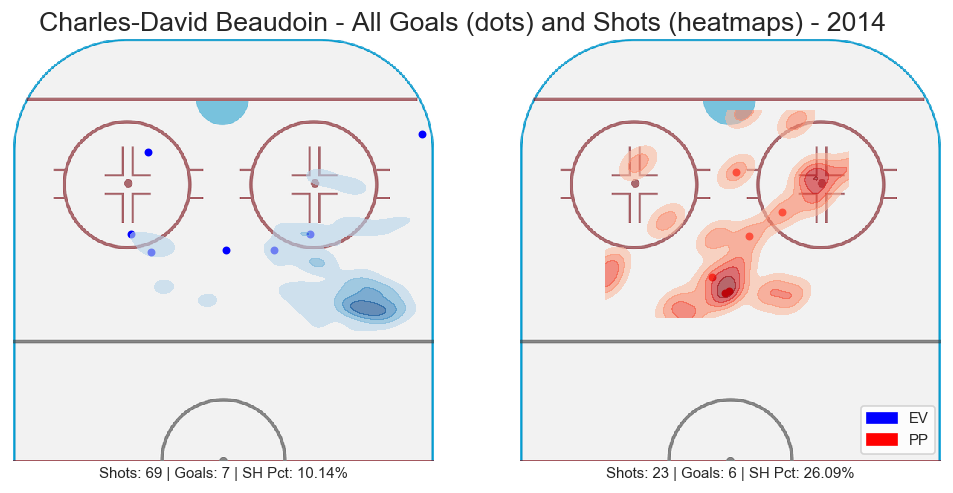 Charles-David Beaudoin - All Goals (dots) and Shots (heatmaps) - 2014
EV
PP
Shots: 69 | Goals: 7 | SH Pct: 10.14%
Shots: 23 | Goals: 6 | SH Pct: 26.09%